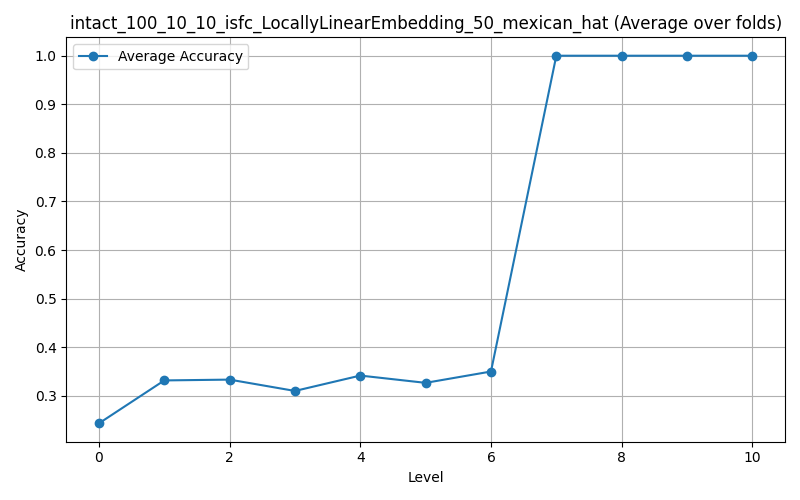 intact_100_10_10_isfc_LocallyLinearEmbedding_50_mexican_hat (Average over folds)
Average Accuracy
1.0
0.9
0.8
0.7
0.6
0.5
0.4
0.3
Accuracy
0 2 4 6 8 10
Level